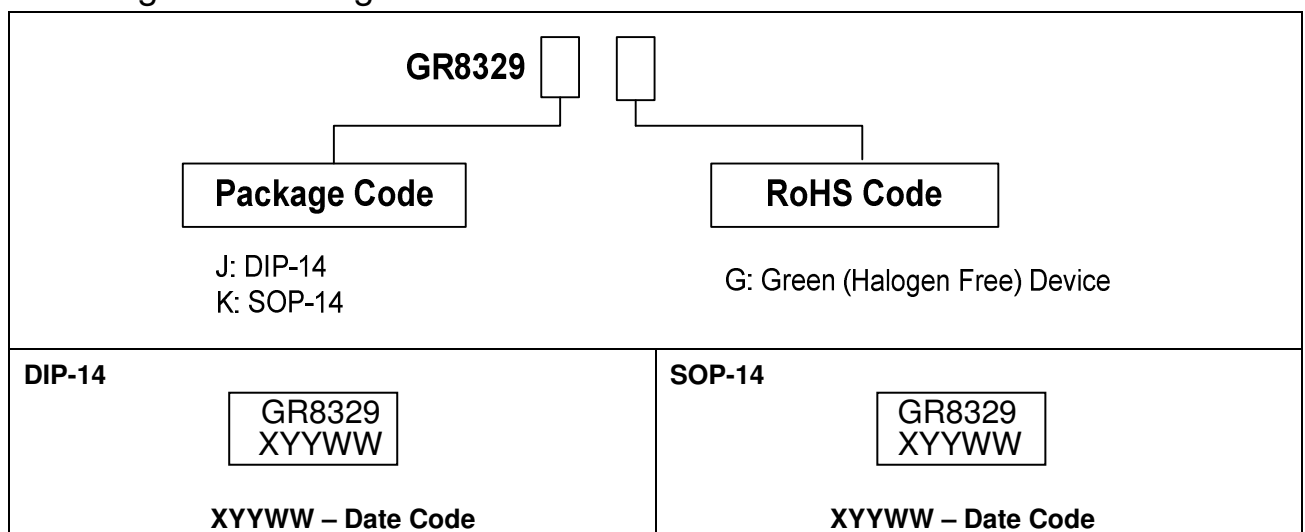 GR8329
Package Code
RoHS Code
J: DIP-14
K: SOP-14
G: Green (Halogen Free) Device
DIP-14
GR8329
XYYWW
XYYWW – Date Code
SOP-14
GR8329
XYYWW
XYYWW – Date Code